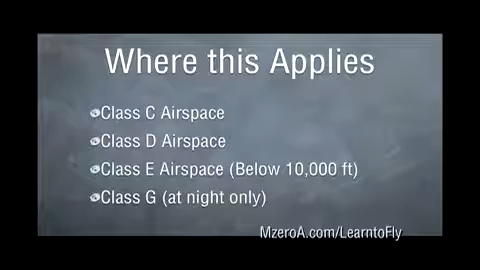 Where this Applies
Class C Airspace
Class D Airspace
Class E Airspace (Below 10,000 ft)
Class G (at night only)
MzeroA.com/LearntoFly